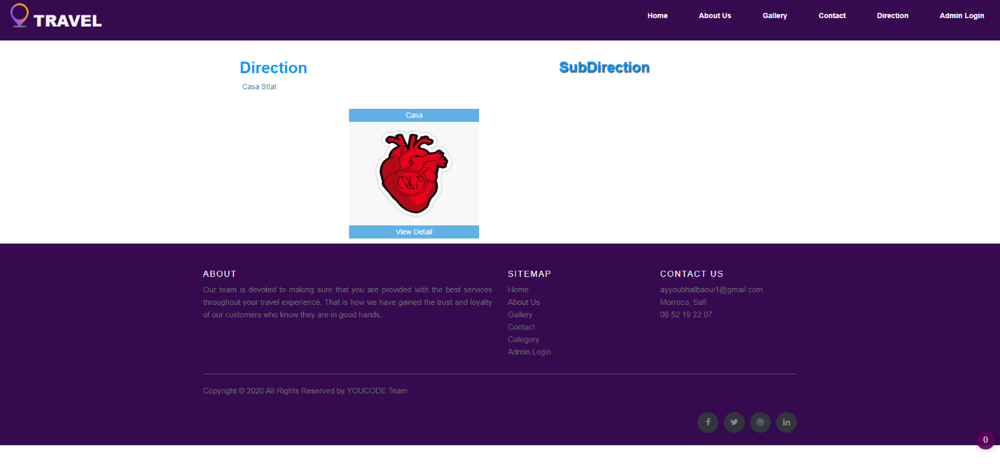 TRAVEL
Home About Us Gallery Contact Direction Admin Login
Direction
Casa Sttat
SubDirection
Casa
View Detail
ABOUT
Our team is devoted to making sure that you are provided with the best services
throughout your travel experience. That is how we have gained the trust and loyalty
of our customers who know they are in good hands.
SITEMAP
Home
About Us
Gallery
Contact
Category
Admin Login
CONTACT US
ayyoubhalbaoui1@gmail.com
Morroco, Safi
06 52 19 22 07
Copyright © 2020 All Rights Reserved by YOUCODE Team.
0